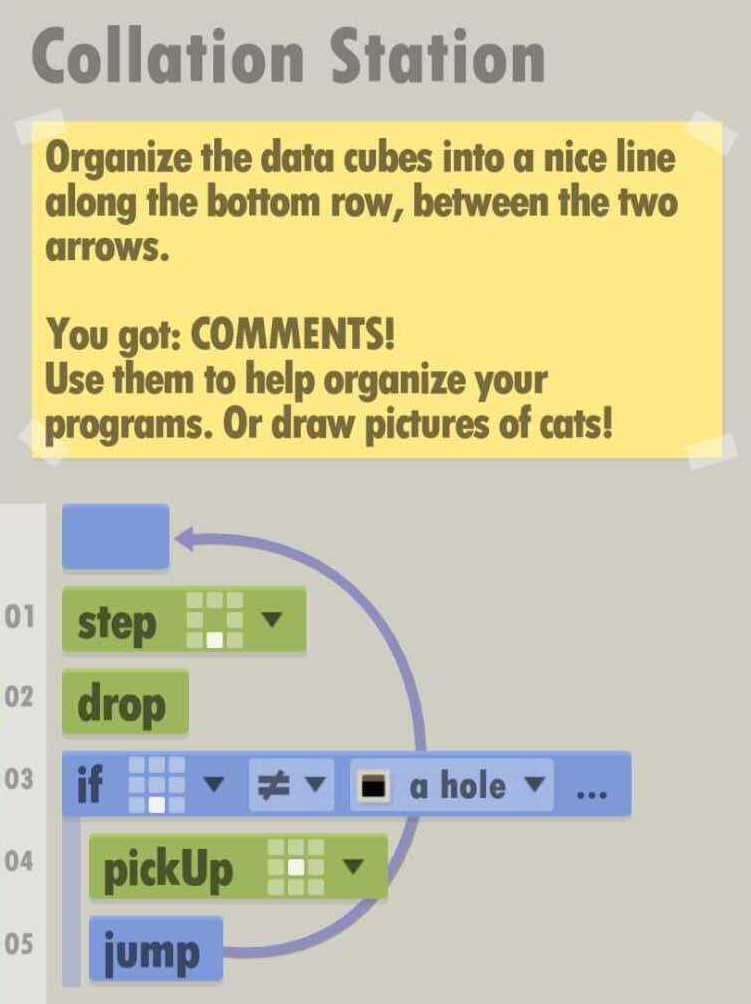 Collation Station
Organize the data cubes into a nice line
along the bottom row, between the two
arrows.
You got: COMMENTS!
Use them to help organize your
programs. Or draw pictures of cats!
01 step
02 drop
03 if ≠ a hole ...
04 pickUp
05 jump